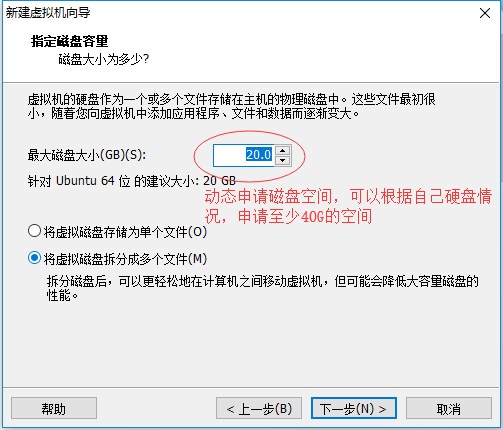 新建虚拟机向导
指定磁盘容量
磁盘大小为多少?
虚拟机的硬盘作为一个或多个文件存储在主机的物理磁盘中。这些文件最初很
小，随着您向虚拟机中添加应用程序、文件和数据而逐渐变大。
最大磁盘大小(GB)(S): 20.0
针对 Ubuntu 64 位 的建议大小: 20 GB
动态申请磁盘空间，可以根据自己硬盘情
况，申请至少40G的空间
将虚拟磁盘存储为单个文件(O)
将虚拟磁盘拆分成多个文件(M)
拆分磁盘后，可以更轻松地在计算机之间移动虚拟机，但可能会降低大容量磁盘的
性能。
帮助 < 上一步(B) 下一步(N) > 取消